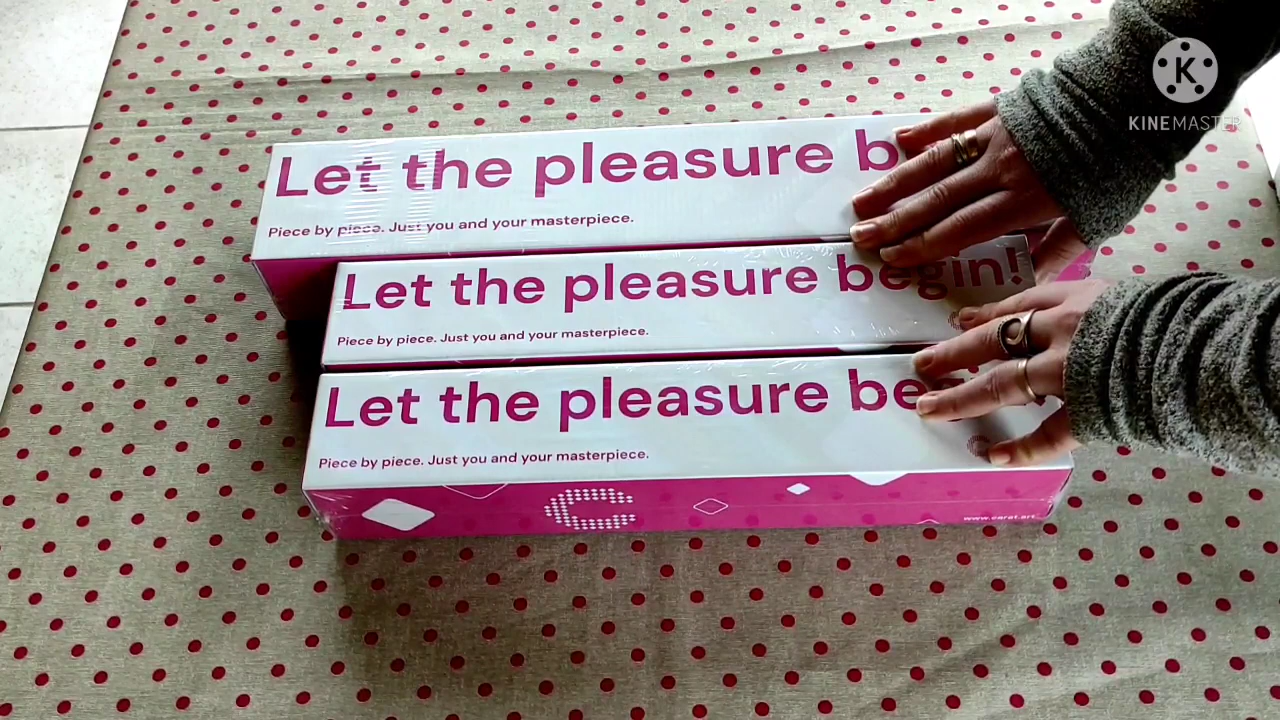 K
KINEMASTER
Let the pleasure b
Piece by piece. Just you and your masterpiece.
Let the pleasure begin!
Piece by piece. Just you and your masterpiece.
Let the pleasure be
Piece by piece. Just you and your masterpiece.
www.carat.art